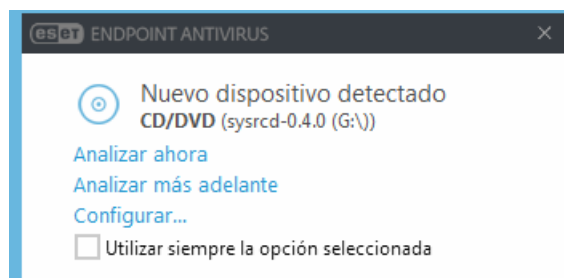 eset ENDPOINT ANTIVIRUS
Nuevo dispositivo detectado
CD/DVD (sysrcd-0.4.0 (G:\))
Analizar ahora
Analizar más adelante
Configurar...
Utilizar siempre la opción seleccionada